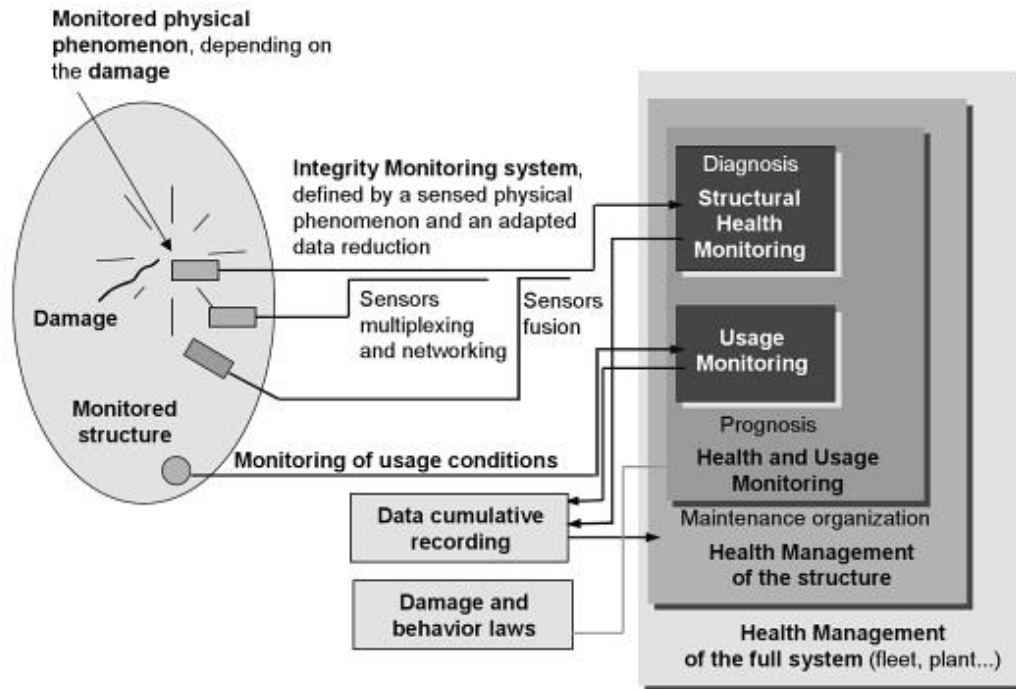 Monitored physical
phenomenon, depending on
the damage
Integrity Monitoring system,
defined by a sensed physical
phenomenon and an adapted
data reduction
Damage
Sensors
multiplexing
and networking
Sensors
fusion
Monitored
structure
Monitoring of usage conditions
Data cumulative
recording
Damage and
behavior laws
Diagnosis
Structural
Health
Monitoring
Usage
Monitoring
Prognosis
Health and Usage
Monitoring
Maintenance organization
Health Management
of the structure
Health Management
of the full system (fleet, plant...)